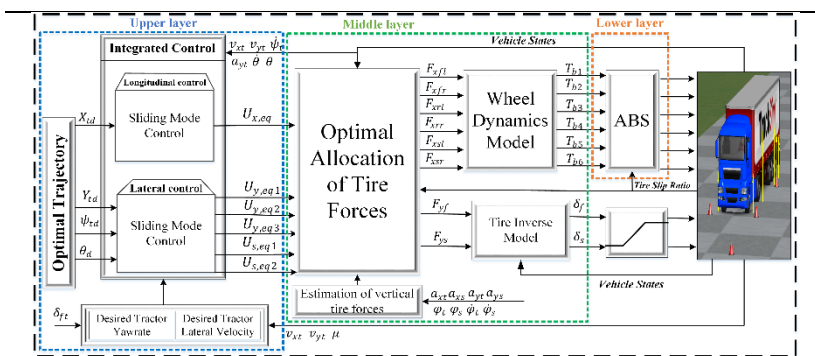 Upper layer
Middle layer
Lower layer
Integrated Control
v_xt v_yt ψ̇_t
a_yt θ̇ θ
Vehicle States
Longitudinal control
Sliding Mode
Control
X_td
U_x,eq
Optimal Trajectory
Lateral control
Sliding Mode
Control
Y_td
ψ_td
θ_d
U_y,eq1
U_y,eq2
U_y,eq3
U_s,eq1
U_s,eq2
Optimal
Allocation
of Tire
Forces
F_xfl
F_xfr
F_xrl
F_xrr
F_xsl
F_xsr
Wheel
Dynamics
Model
T_b1
T_b2
T_b3
T_b4
T_b5
T_b6
ABS
Tire Slip Ratio
F_yf
F_ys
Tire Inverse
Model
δ_f
δ_s
Vehicle States
Estimation of vertical
tire forces
a_xt a_xs a_yt a_ys
φ_t φ_s φ̇_t φ̇_s
δ_ft
Desired Tractor
Yawrate
Desired Tractor
Lateral Velocity
v_xt v_yt μ